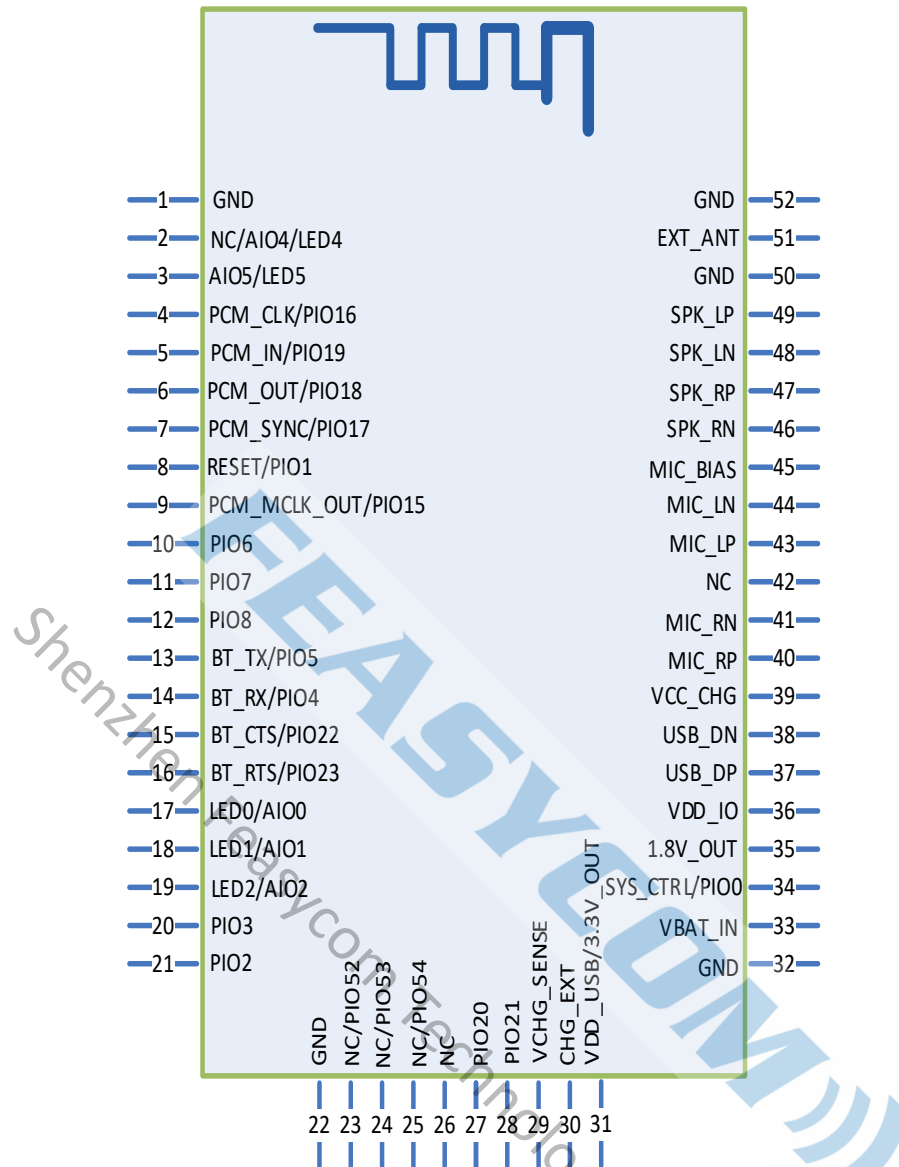 1 GND
2 NC/AIO4/LED4
3 AIO5/LED5
4 PCM_CLK/PIO16
5 PCM_IN/PIO19
6 PCM_OUT/PIO18
7 PCM_SYNC/PIO17
8 RESET/PIO1
9 PCM_MCLK_OUT/PIO15
10 PIO6
11 PIO7
12 PIO8
13 BT_TX/PIO5
14 BT_RX/PIO4
15 BT_CTS/PIO22
16 BT_RTS/PIO23
17 LED0/AIO0
18 LED1/AIO1
19 LED2/AIO2
20 PIO3
21 PIO2
GND 52
EXT_ANT 51
GND 50
SPK_LP 49
SPK_LN 48
SPK_RP 47
SPK_RN 46
MIC_BIAS 45
MIC_LN 44
MIC_LP 43
NC 42
MIC_RN 41
MIC_RP 40
VCC_CHG 39
USB_DN 38
USB_DP 37
VDD_IO 36
1.8V_OUT 35
SYS_CTRL/PIO0 34
VBAT_IN 33
GND 32
GND
NC/PIO52
NC/PIO53
NC/PIO54
NC
PIO20
PIO21
VCHG_SENSE
CHG_EXT
VDD_USB/3.3V_OUT
22 23 24 25 26 27 28 29 30 31
FEASYCOM
Shenzhen Feasycom Technolo